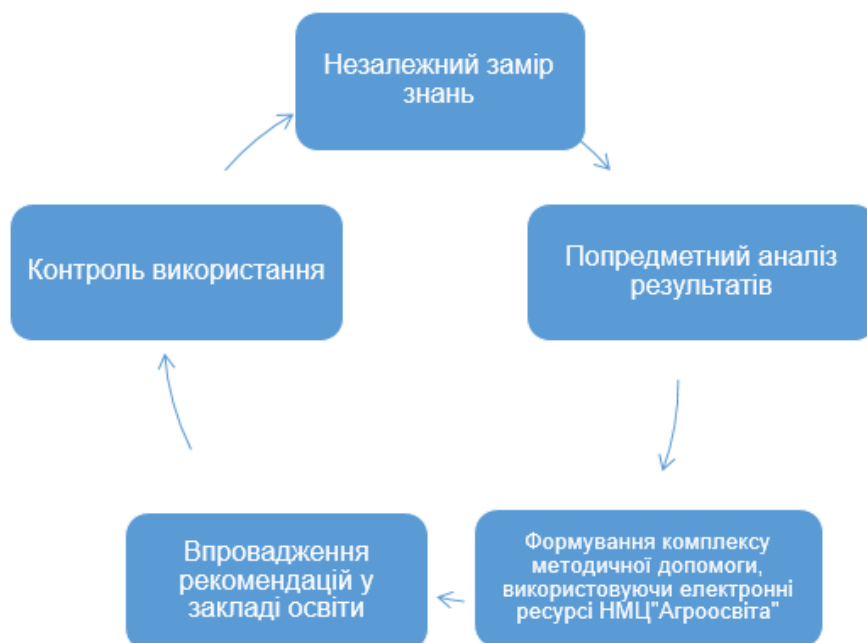 Незалежний замір
знань
Попредметний аналіз
результатів
Формування комплексу
методичної допомоги,
використовуючи електронні
ресурсі НМЦ"Агроосвіта"
Впровадження
рекомендацій у
закладі освіти
Контроль використання